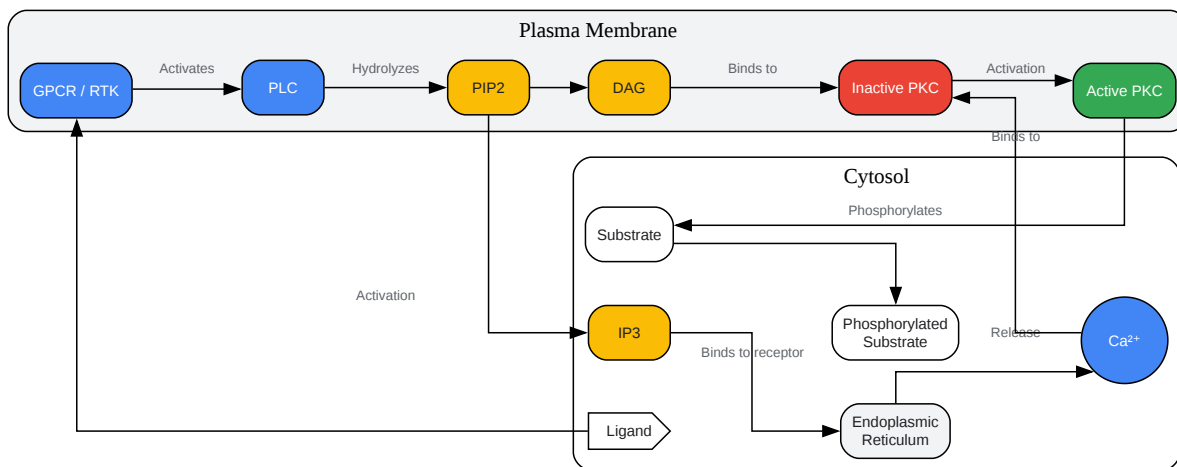 Plasma Membrane
GPCR / RTK
Activates
PLC
Hydrolyzes
PIP2
DAG
Binds to
Inactive PKC
Activation
Active PKC
Binds to
Cytosol
Substrate
Phosphorylates
Activation
IP3
Binds to receptor
Phosphorylated
Substrate
Release
Ca²⁺
Ligand
Endoplasmic
Reticulum